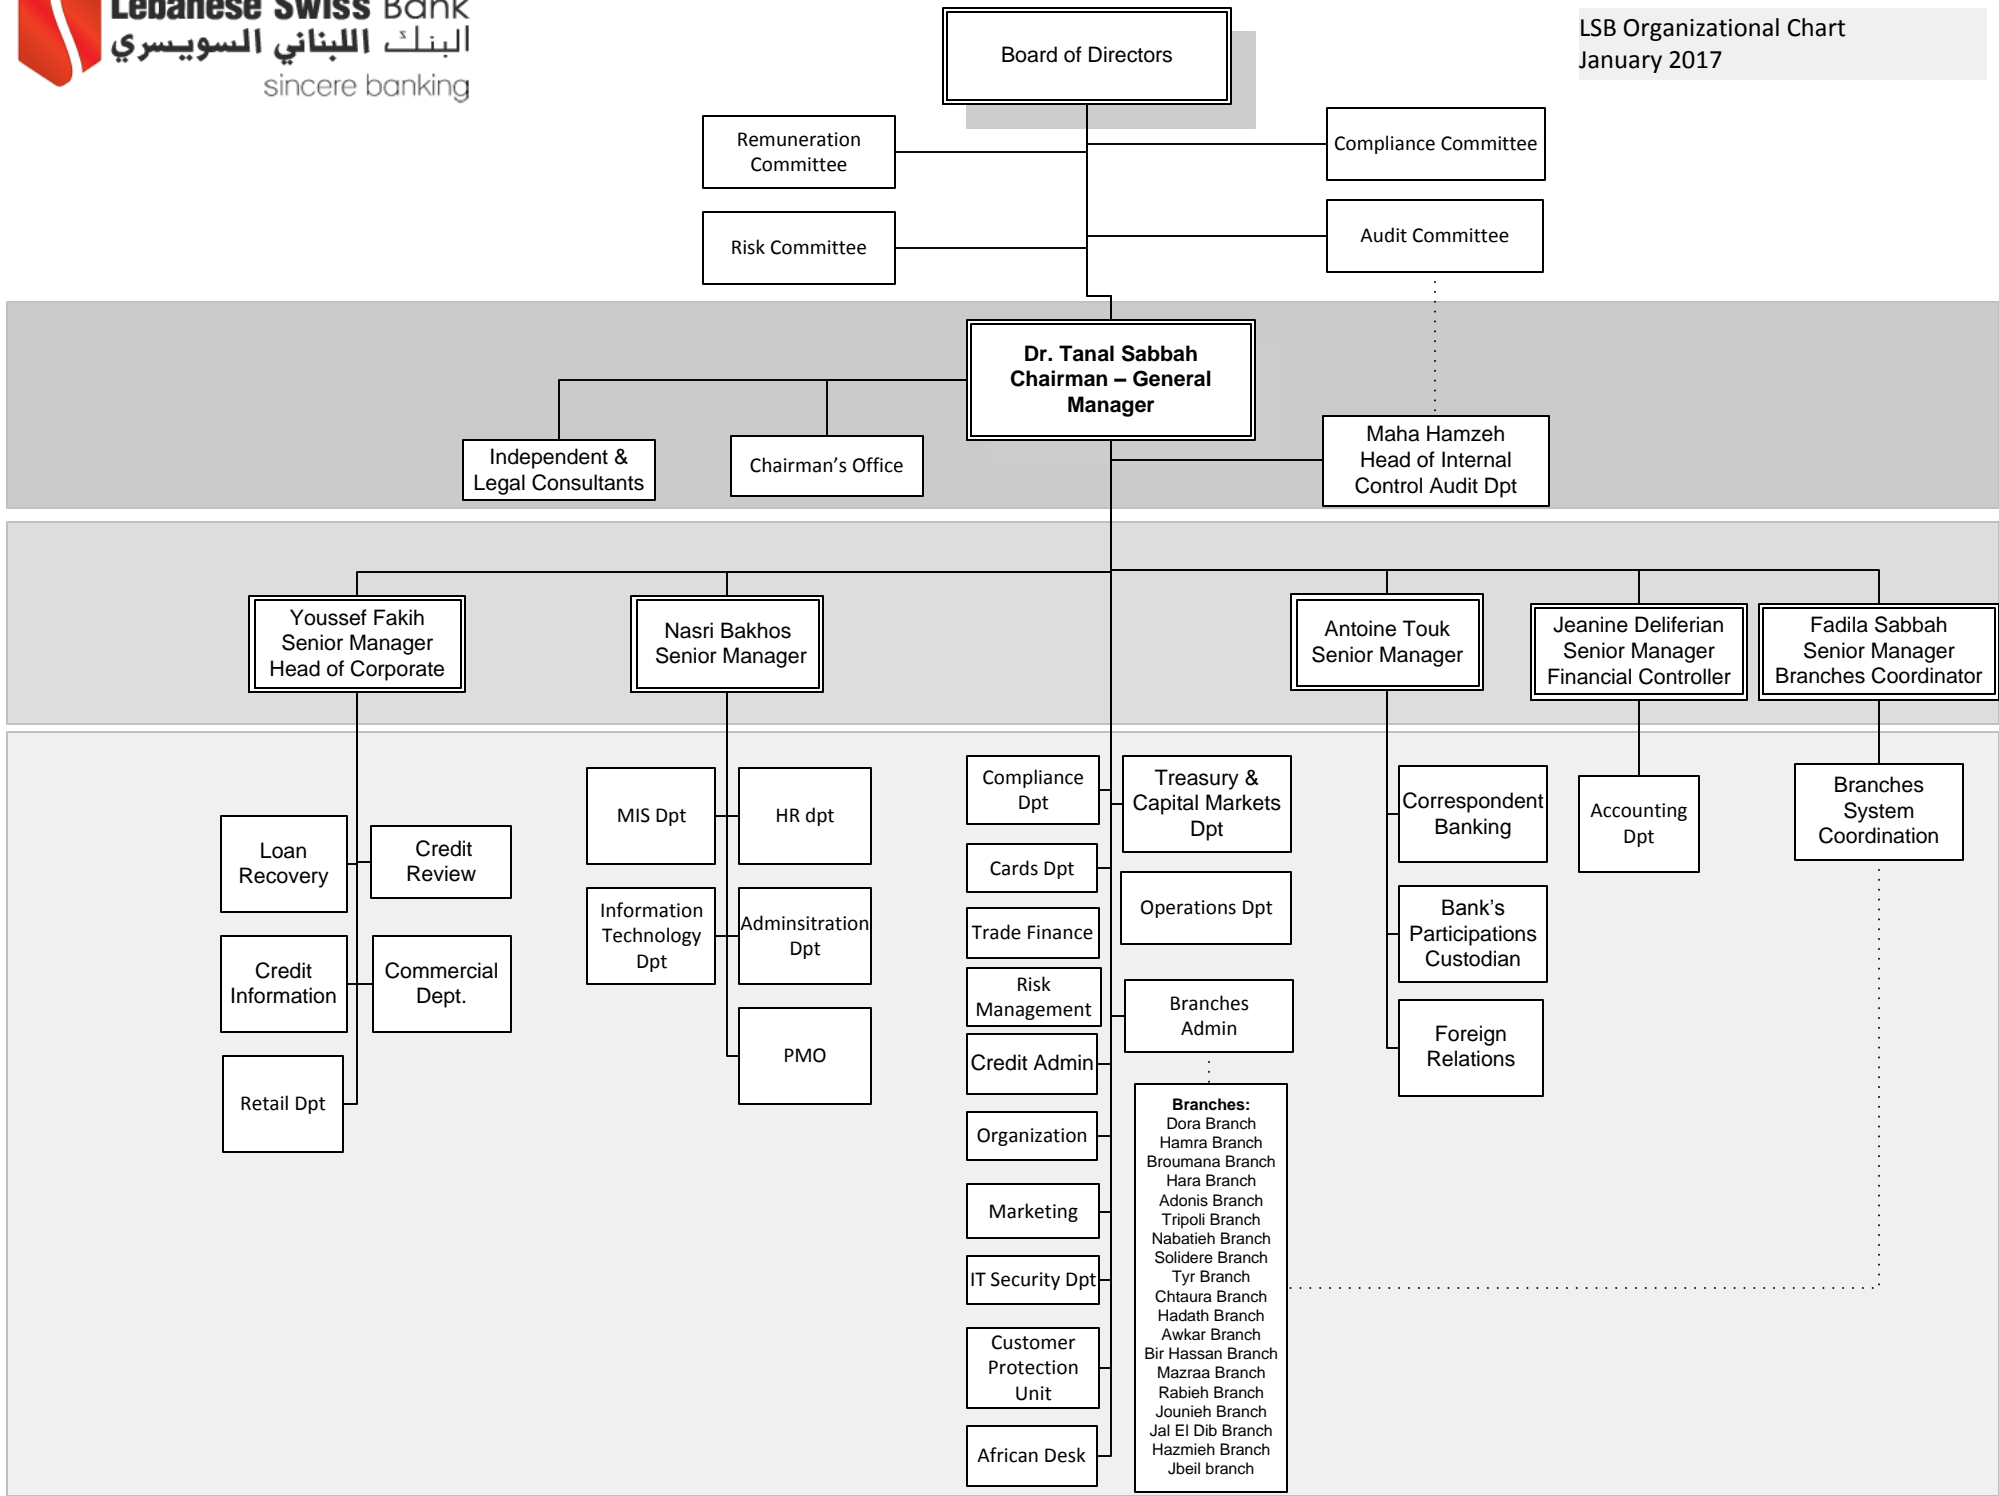 Lebanese Swiss Bank
البنك اللبناني السويسري
sincere banking
LSB Organizational Chart
January 2017
Board of Directors
Remuneration
Committee
Compliance Committee
Risk Committee
Audit Committee
Dr. Tanal Sabbah
Chairman – General
Manager
Independent &
Legal Consultants
Chairman's Office
Maha Hamzeh
Head of Internal
Control Audit Dpt
Youssef Fakih
Senior Manager
Head of Corporate
Nasri Bakhos
Senior Manager
Antoine Touk
Senior Manager
Jeanine Deliferian
Senior Manager
Financial Controller
Fadila Sabbah
Senior Manager
Branches Coordinator
Loan
Recovery
Credit
Review
Credit
Information
Commercial
Dept.
Retail Dpt
MIS Dpt
HR dpt
Information
Technology
Dpt
Adminsitration
Dpt
PMO
Compliance
Dpt
Treasury &
Capital Markets
Dpt
Cards Dpt
Operations Dpt
Trade Finance
Risk
Management
Branches
Admin
Credit Admin
Organization
Marketing
IT Security Dpt
Customer
Protection
Unit
African Desk
Branches:
Dora Branch
Hamra Branch
Broumana Branch
Hara Branch
Adonis Branch
Tripoli Branch
Nabatieh Branch
Solidere Branch
Tyr Branch
Chtaura Branch
Hadath Branch
Awkar Branch
Bir Hassan Branch
Mazraa Branch
Rabieh Branch
Jounieh Branch
Jal El Dib Branch
Hazmieh Branch
Jbeil branch
Correspondent
Banking
Bank's
Participations
Custodian
Foreign
Relations
Accounting
Dpt
Branches
System
Coordination